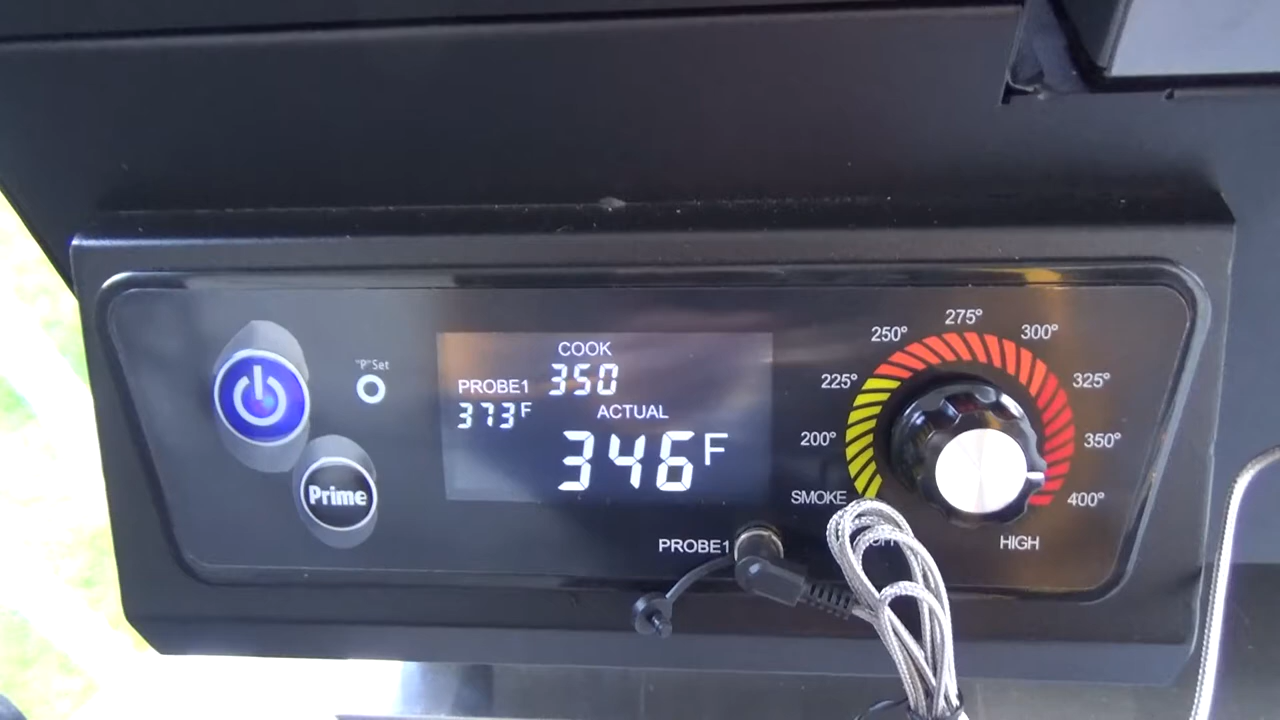 "P"Set
Prime
COOK
350
PROBE1
373F
ACTUAL
346F
PROBE1
SMOKE
200°
225°
250°
275°
300°
325°
350°
400°
HIGH